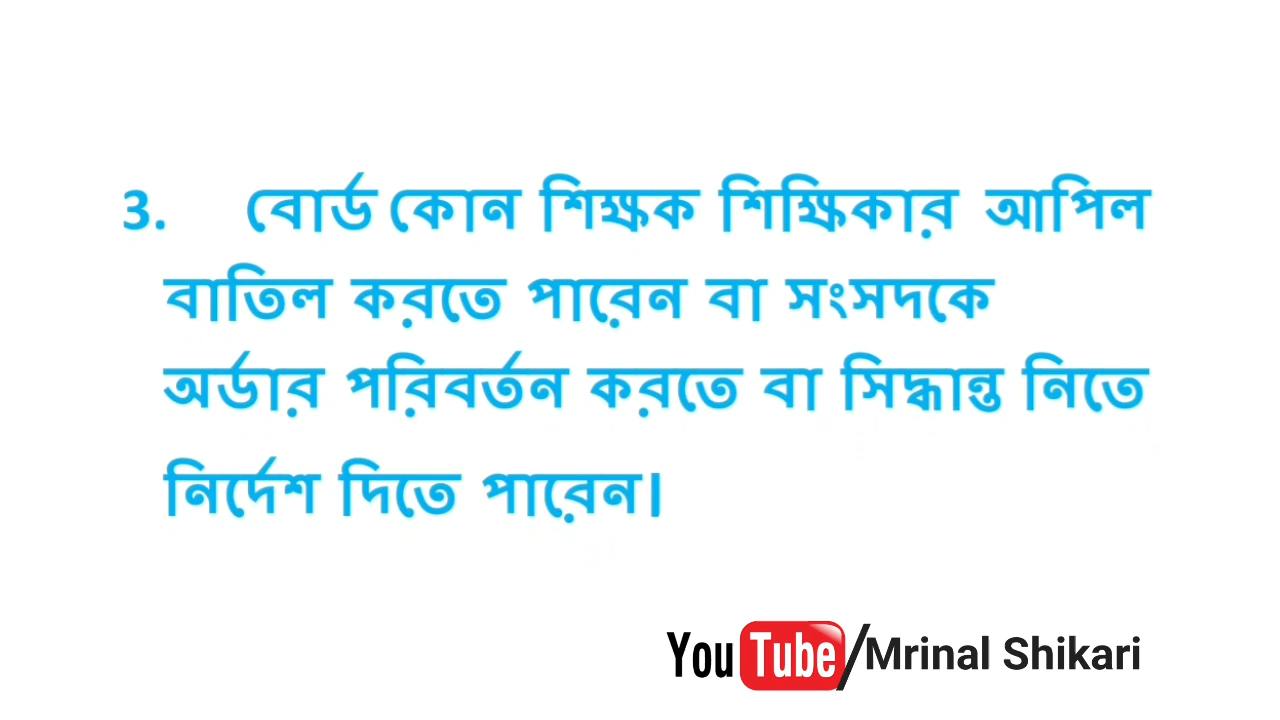 3. বোর্ড কোন শিক্ষক শিক্ষিকার আপিল
বাতিল করতে পারেন বা সংসদকে
অর্ডার পরিবর্তন করতে বা সিদ্ধান্ত নিতে
নির্দেশ দিতে পারেন।
YouTube/Mrinal Shikari